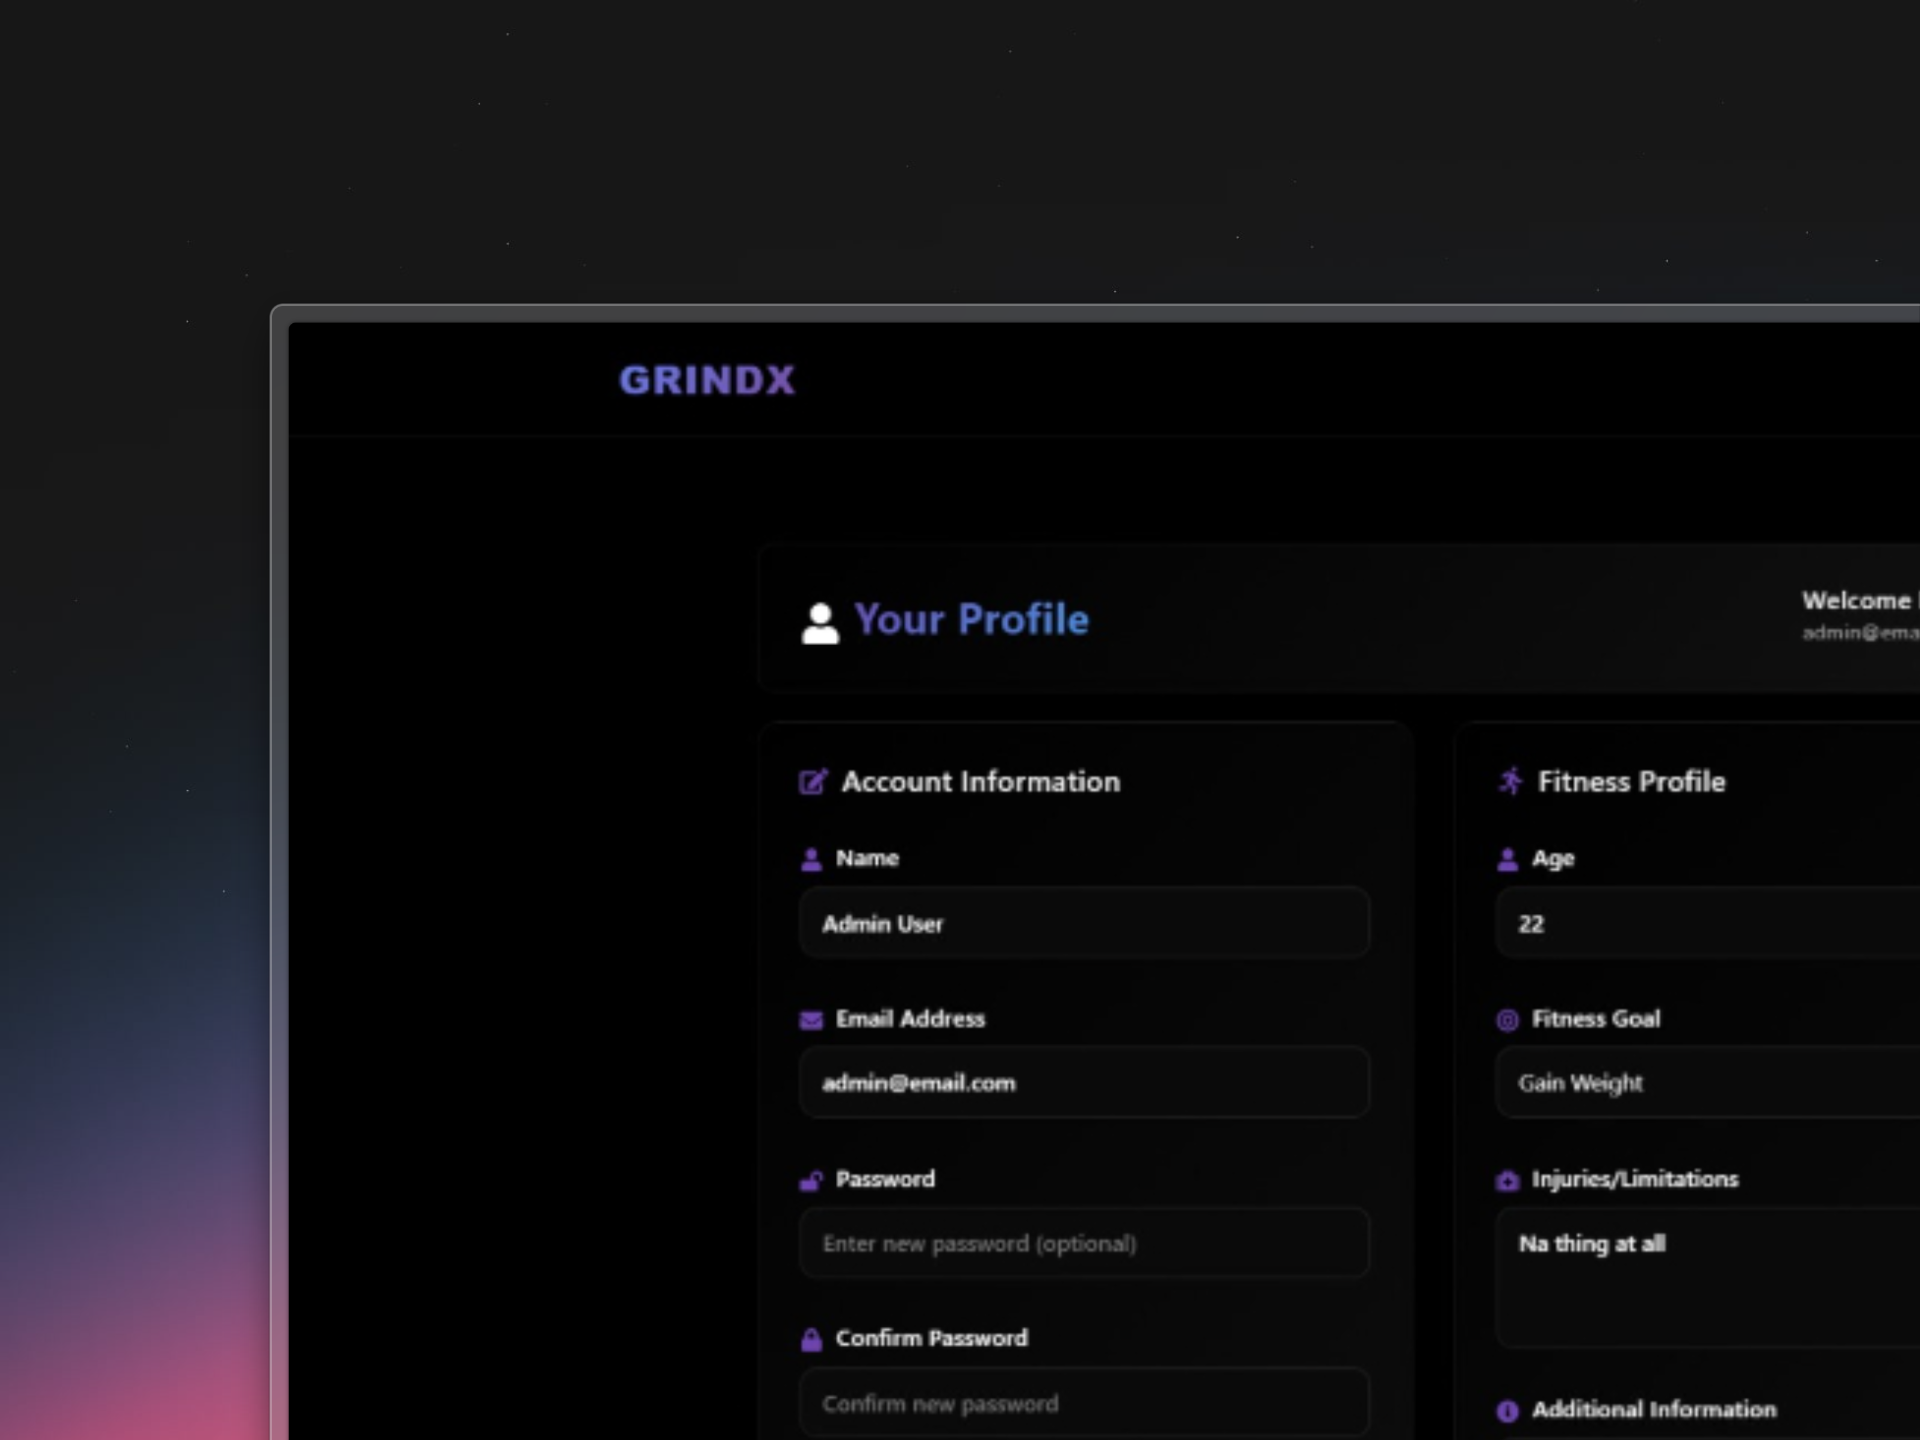 GRINDX
Your Profile
Welcome
admin@ema
Account Information
Name
Admin User
Email Address
admin@email.com
Password
Enter new password (optional)
Confirm Password
Confirm new password
Fitness Profile
Age
22
Fitness Goal
Gain Weight
Injuries/Limitations
Na thing at all
Additional Information